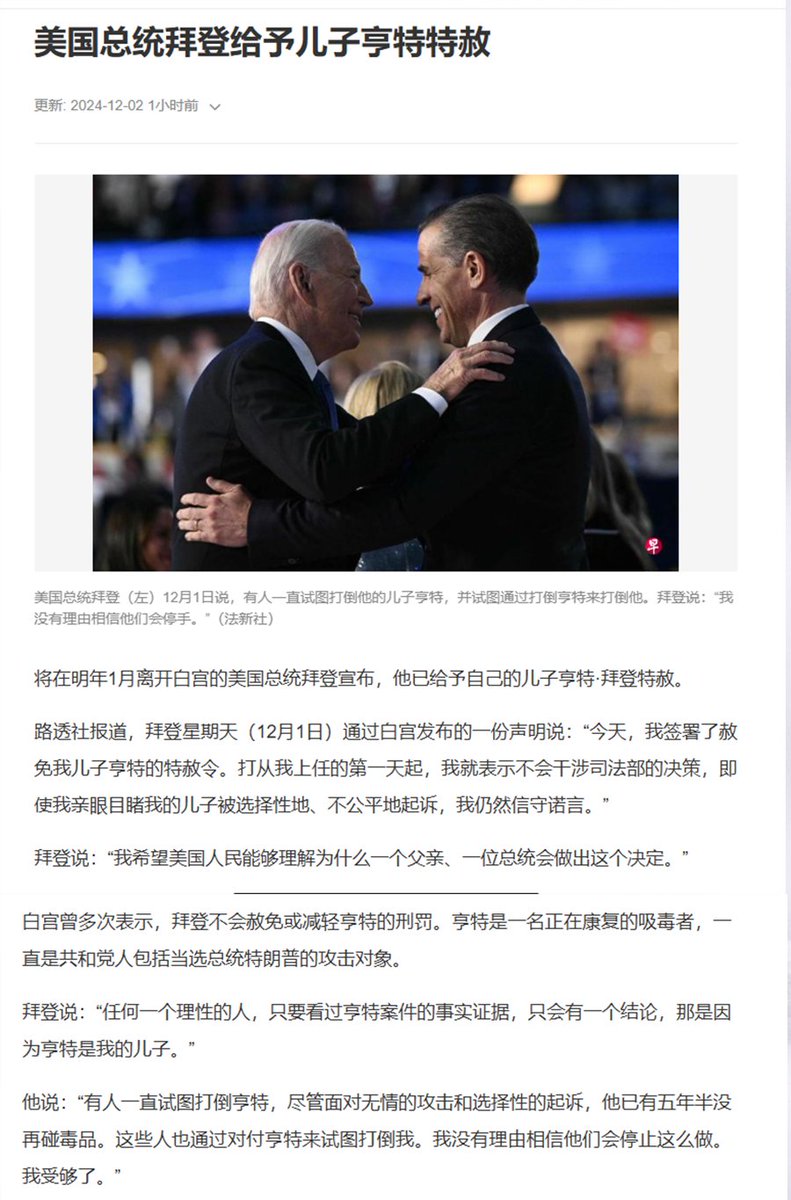 美国总统拜登给予儿子亨特特赦
更新: 2024-12-02 1小时前
早
美国总统拜登（左）12月1日说，有人一直试图打倒他的儿子亨特，并试图通过打倒亨特来打倒他。拜登说：“我
没有理由相信他们会停手。”（法新社）
将在明年1月离开白宫的美国总统拜登宣布，他已给予自己的儿子亨特·拜登特赦。
路透社报道，拜登星期天（12月1日）通过白宫发布的一份声明说：“今天，我签署了赦
免我儿子亨特的特赦令。打从我上任的第一天起，我就表示不会干涉司法部的决策，即
使我亲眼目睹我的儿子被选择性地、不公平地起诉，我仍然信守诺言。”
拜登说：“我希望美国人民能够理解为什么一个父亲、一位总统会做出这个决定。”
白宫曾多次表示，拜登不会赦免或减轻亨特的刑罚。亨特是一名正在康复的吸毒者，一
直是共和党人包括当选总统特朗普的攻击对象。
拜登说：“任何一个理性的人，只要看过亨特案件的事实证据，只会有一个结论，那是因
为亨特是我的儿子。”
他说：“有人一直试图打倒亨特，尽管面对无情的攻击和选择性的起诉，他已有五年半没
再碰毒品。这些人也通过对付亨特来试图打倒我。我没有理由相信他们会停止这么做。
我受够了。”